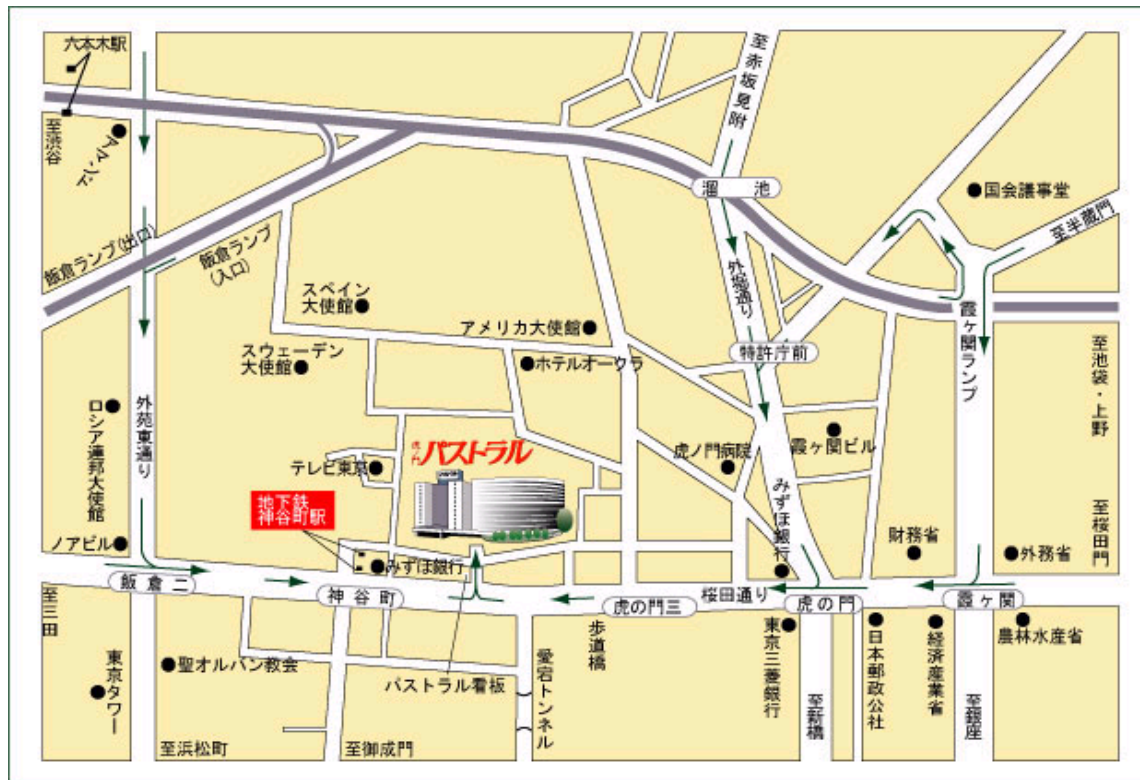 六本木駅
至渋谷
アマンド
至赤坂見附
溜池
国会議事堂
至半蔵門
飯倉ランプ(出口)
飯倉ランプ
(入口)
外堀通り
スペイン
大使館
アメリカ大使館
特許庁前
霞ヶ関ランプ
至池袋・上野
スウェーデン
大使館
ホテルオークラ
ロシア連邦大使館
外苑東通り
虎ノ門
パストラル
虎ノ門病院
霞ヶ関ビル
テレビ東京
地下鉄
神谷町駅
みずほ銀行
至桜田門
ノアビル
みずほ銀行
財務省
外務省
飯倉二
神谷町
虎の門三
桜田通り
虎の門
霞ヶ関
至三田
東京タワー
聖オルバン教会
パストラル看板
愛宕トンネル
歩道橋
東京三菱銀行
至新橋
日本郵政公社
経済産業省
至銀座
農林水産省
至浜松町
至御成門